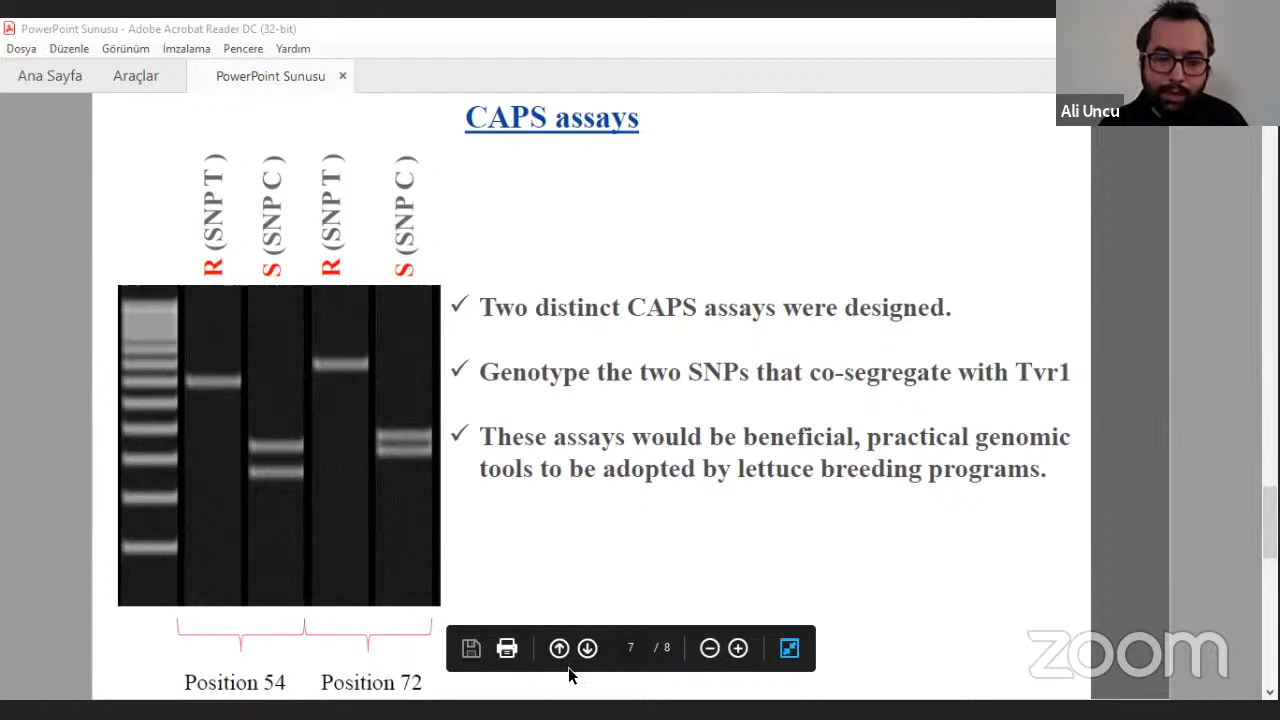 PowerPoint Sunusu - Adobe Acrobat Reader DC (32-bit)
Dosya Düzenle Görünüm İmzalama Pencere Yardım
Ana Sayfa Araçlar PowerPoint Sunusu ×
Ali Uncu
CAPS assays
R (SNP T )
S (SNP C )
R (SNP T )
S (SNP C )
✓ Two distinct CAPS assays were designed.
✓ Genotype the two SNPs that co-segregate with Tvr1
✓ These assays would be beneficial, practical genomic
tools to be adopted by lettuce breeding programs.
7 / 8
Position 54 Position 72
zoom